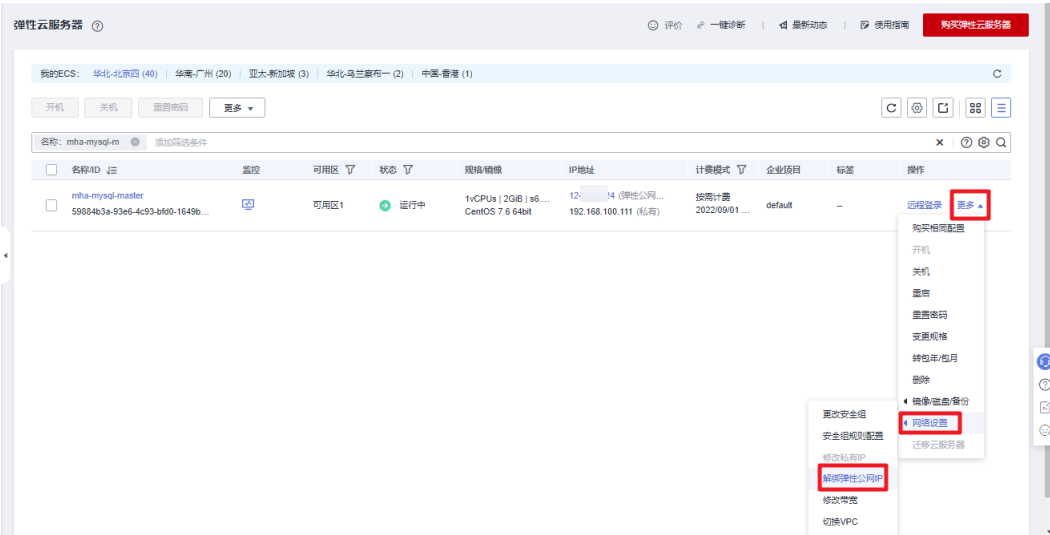 弹性云服务器
评价 一键诊断 | 最新动态 | 使用指南 购买弹性云服务器
我的ECS: 华北-北京四 (40) | 华南-广州 (20) | 亚太-新加坡 (3) | 华北-乌兰察布一 (2) | 中国-香港 (1)
开机 关机 重置密码 更多
名称: mha-mysql-m 添加筛选条件
名称/ID 监控 可用区 状态 规格/镜像 IP地址 计费模式 企业项目 标签 操作
mha-mysql-master 可用区1 运行中 1vCPUs | 2GiB | s6.... 12 24 (弹性公网... 按需计费 default -- 远程登录 更多
59884b3a-93e6-4c93-bfd0-1649b... CentOS 7.6 64bit 192.168.100.111 (私有) 2022/09/01 ...
购买相同配置
开机
关机
重启
重置密码
变更规格
转包年/包月
删除
镜像/磁盘/备份
网络设置
迁移云服务器
更改安全组
安全组规则配置
修改私有IP
解绑弹性公网IP
修改带宽
切换VPC